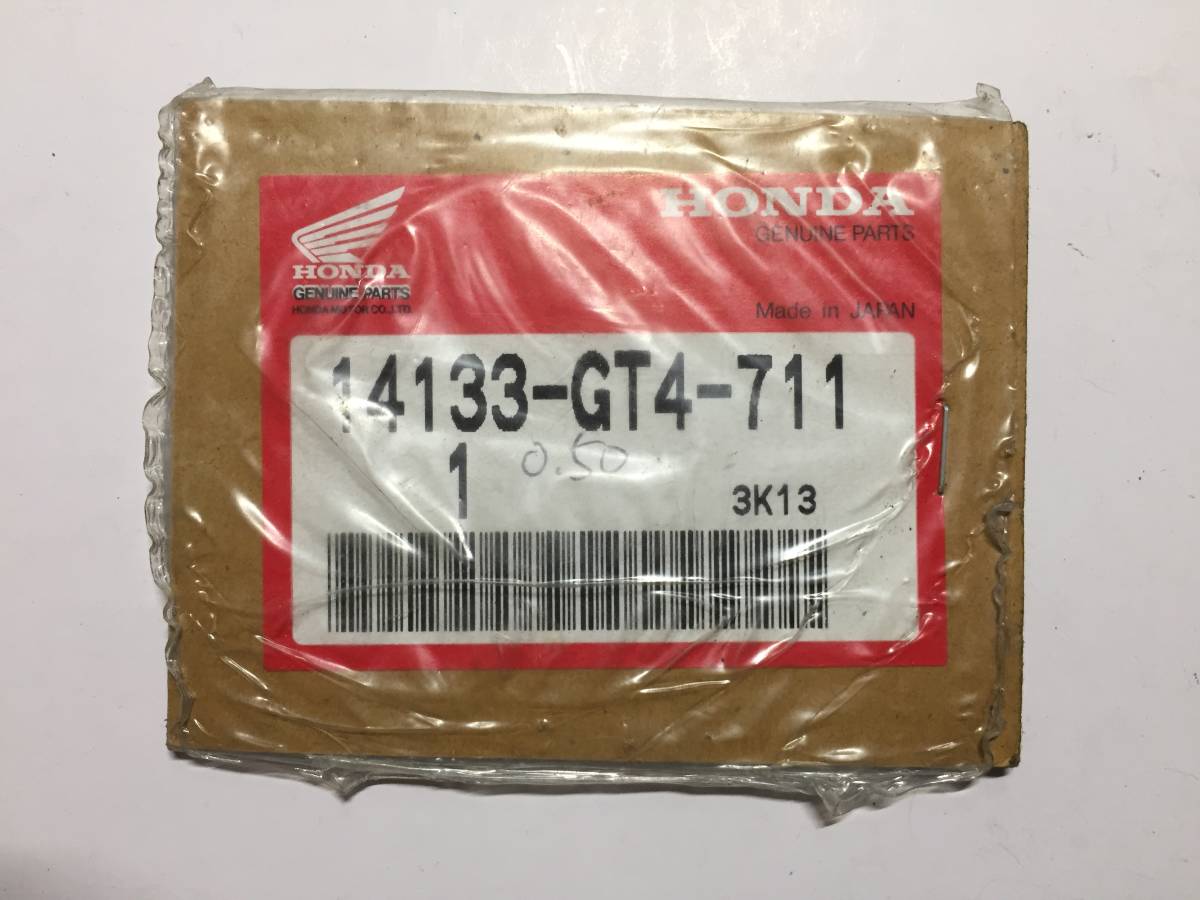 HONDA
GENUINE PARTS
HONDA MOTOR CO.,LTD.
HONDA
GENUINE PARTS
Made in JAPAN
14133-GT4-711
1 0.50
3K13